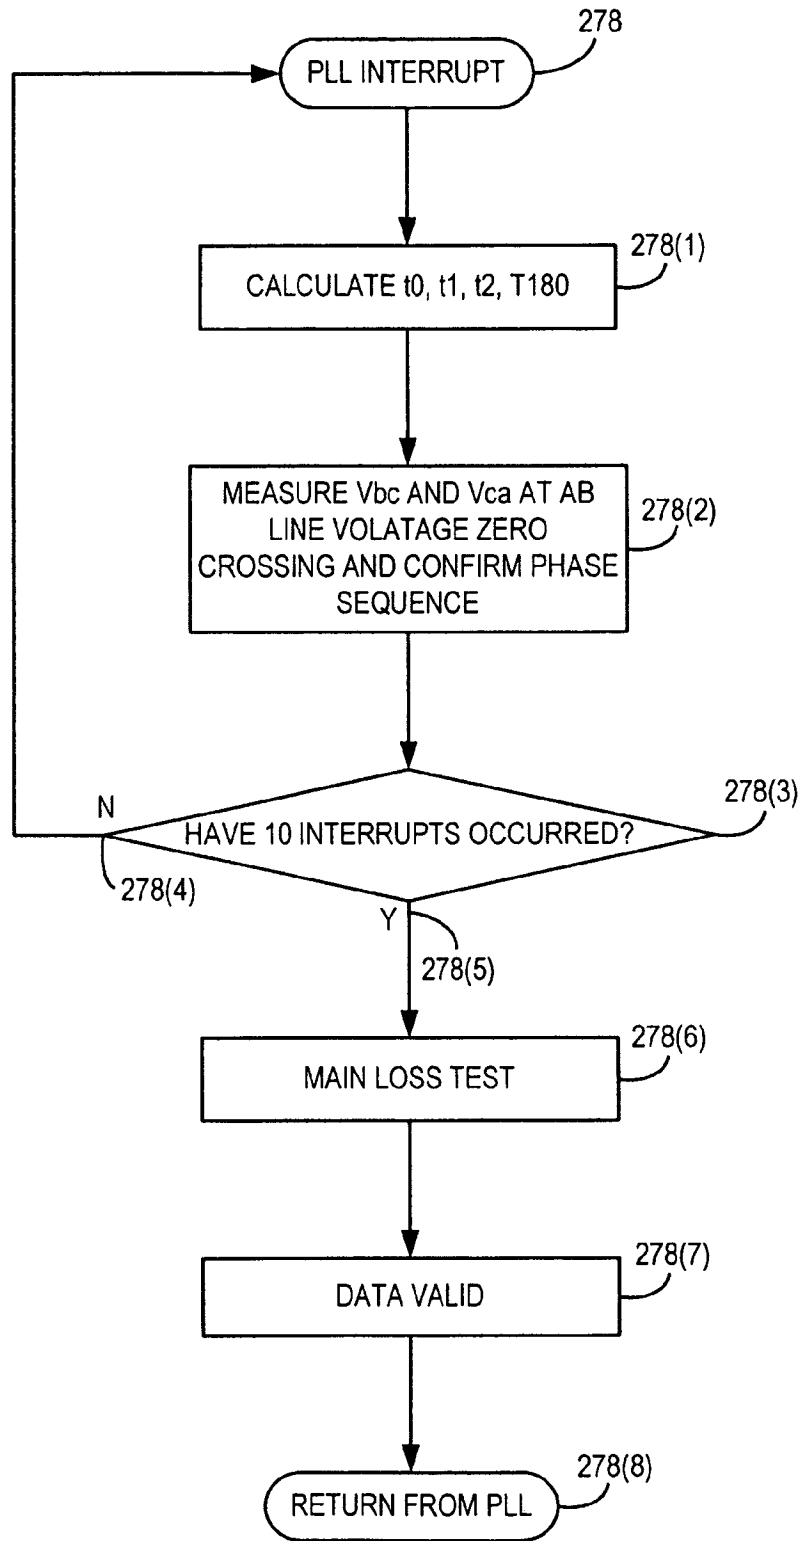 278
PLL INTERRUPT
278(1)
CALCULATE t0, t1, t2, T180
278(2)
MEASURE Vbc AND Vca AT AB
LINE VOLATAGE ZERO
CROSSING AND CONFIRM PHASE
SEQUENCE
278(3)
N
HAVE 10 INTERRUPTS OCCURRED?
278(4)
Y
278(5)
278(6)
MAIN LOSS TEST
278(7)
DATA VALID
278(8)
RETURN FROM PLL